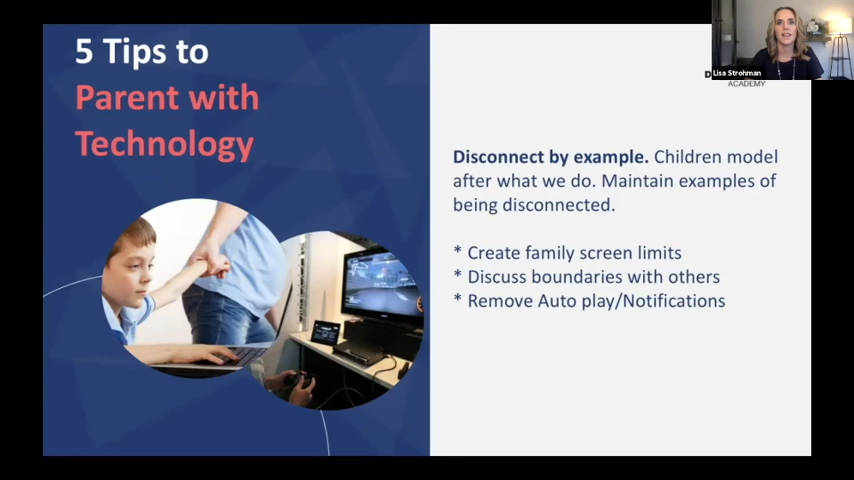 5 Tips to
Parent with
Technology
Disconnect by example. Children model
after what we do. Maintain examples of
being disconnected.
* Create family screen limits
* Discuss boundaries with others
* Remove Auto play/Notifications
Lisa Strohman
ACADEMY